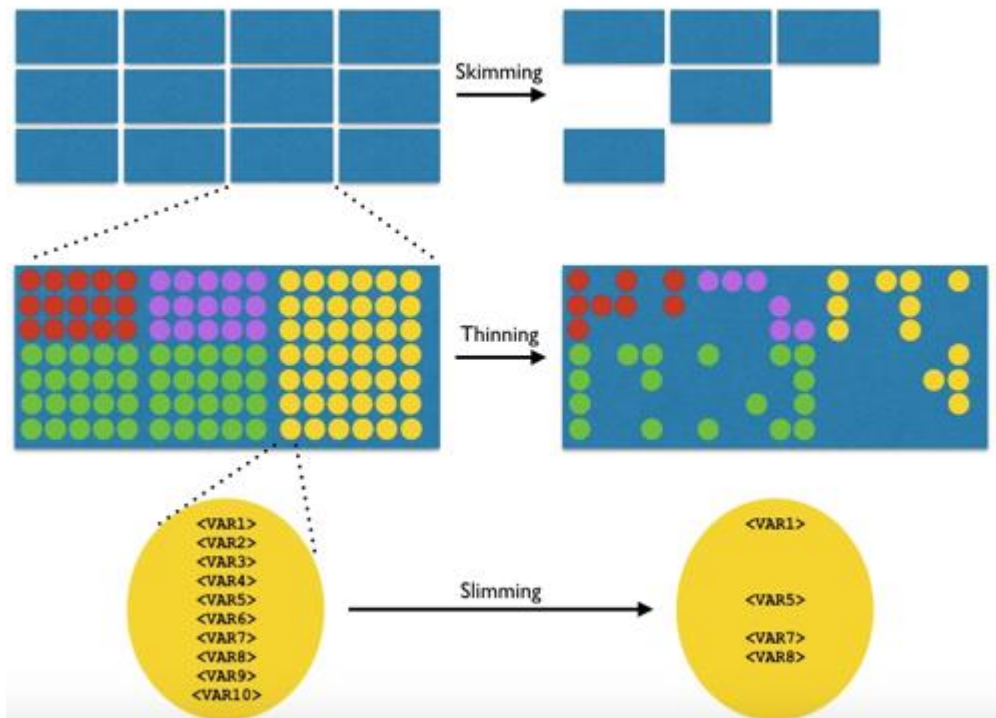 Skimming
Thinning
<VAR1>
<VAR2>
<VAR3>
<VAR4>
<VAR5>
<VAR6>
<VAR7>
<VAR8>
<VAR9>
<VAR10>
Slimming
<VAR1>
<VAR5>
<VAR7>
<VAR8>